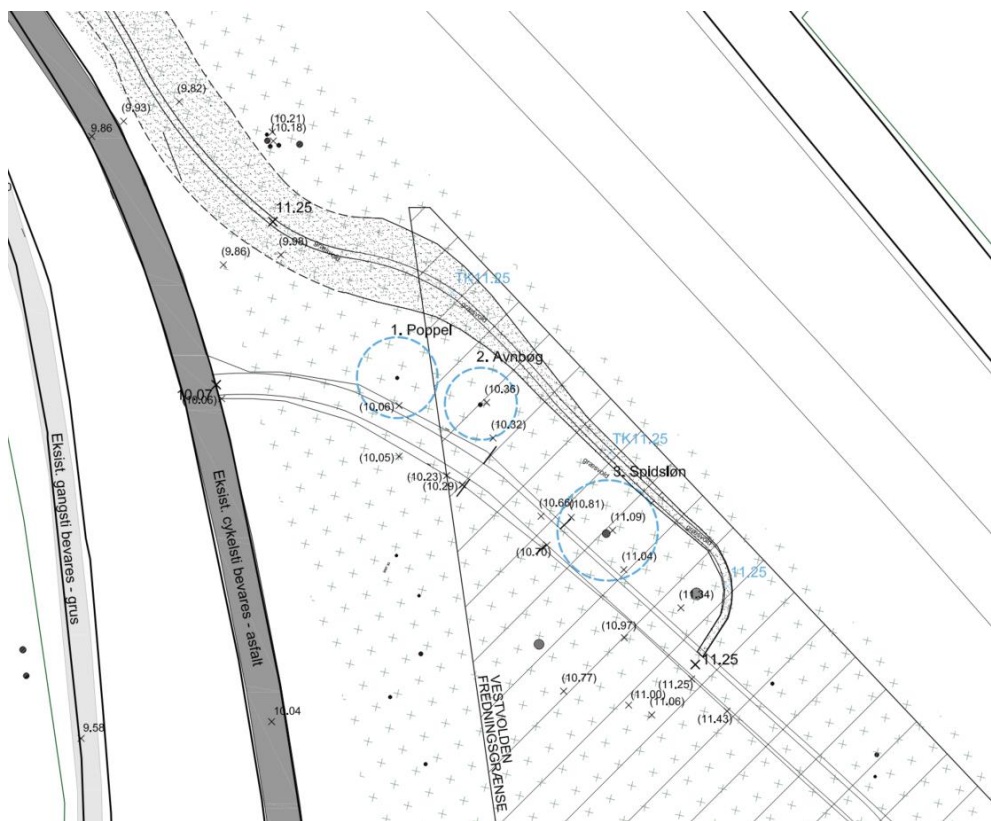 (9.82)
(9.93)
9.86
(10.21)
(10.18)
11.25
(9.86)
(9.98)
græsvold
TK11.25
græsvold
1. Poppel
2. Avnbøg
(10.36)
10.07
(10.06)
(10.06)
(10.32)
TK11.25
(10.05)
græsvold
3. Spidsløn
(10.23)
(10.29)
(10.66)
(10.81)
(11.09)
græsvold
(10.70)
(11.04)
11.25
(11.34)
Eksist. gangsti bevares - grus
Eksist. cykelsti bevares - asfalt
(10.97)
11.25
(11.25)
VESTVOLDEN
FREDNINGSGRÆNSE
(10.77)
(11.00)
(11.06)
(11.43)
10.04
9.58